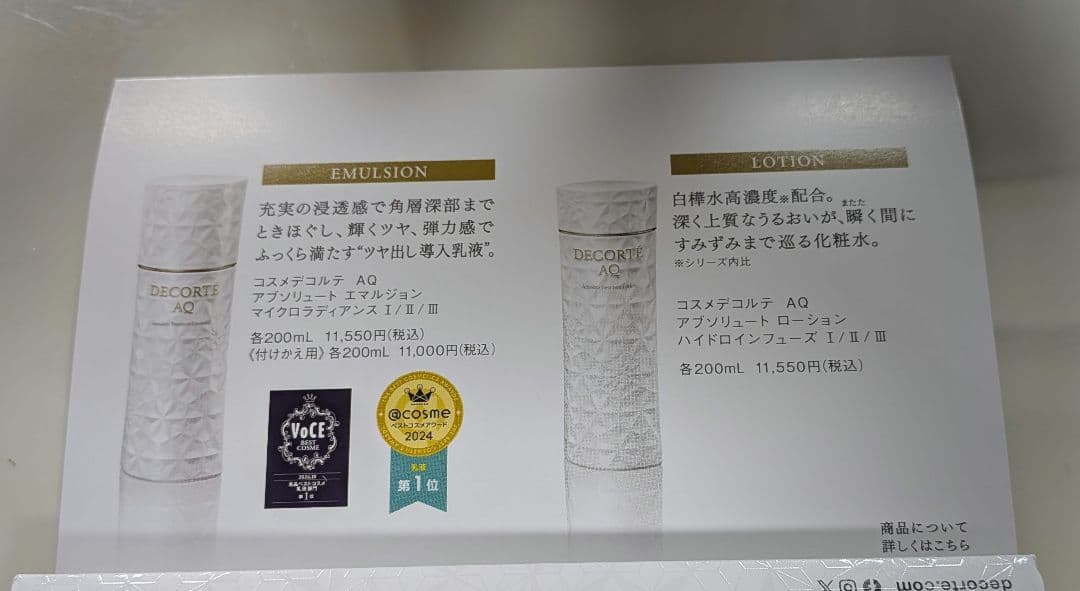 EMULSION
充実の浸透感で角層深部まで
ときほぐし、輝くツヤ、弾力感で
ふっくら満たす“ツヤ出し導入乳液”。
コスメデコルテ AQ
アブソリュート エマルジョン
マイクロラディアンス Ⅰ/Ⅱ/Ⅲ
各200mL 11,550円(税込)
《付けかえ用》各200mL 11,000円(税込)
DECORTÉ
AQ
VoCE
BEST
COSME
乳液部門
第1位
@cosme
ベストコスメアワード
2024
乳液
第1位
LOTION
白樺水高濃度※配合。
深く上質なうるおいが、瞬く間に
またた
すみずみまで巡る化粧水。
※シリーズ内比
コスメデコルテ AQ
アブソリュート ローション
ハイドロインフューズ Ⅰ/Ⅱ/Ⅲ
各200mL 11,550円(税込)
DECORTÉ
AQ
商品について
詳しくはこちら
decorte.com